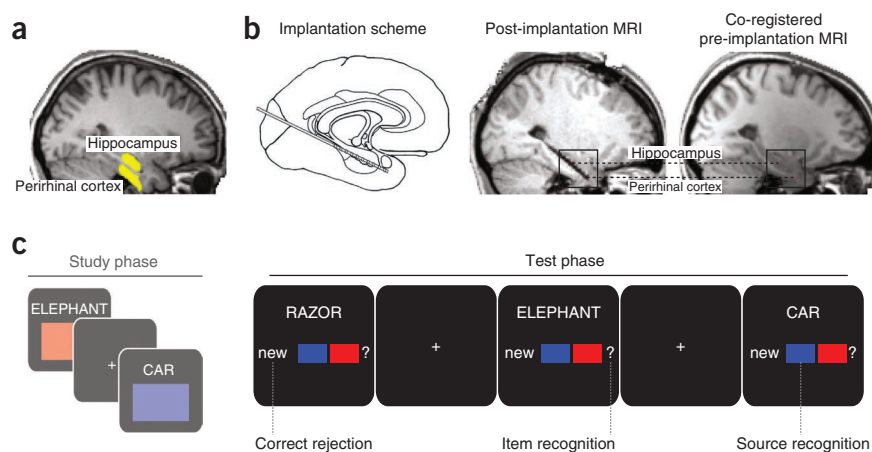 a
Hippocampus
Perirhinal cortex
b
Implantation scheme
Post-implantation MRI
Co-registered
pre-implantation MRI
Hippocampus
Perirhinal cortex
c
Study phase
ELEPHANT
+
CAR
Test phase
RAZOR
new ?
Correct rejection
+
ELEPHANT
new ?
Item recognition
+
CAR
new ?
Source recognition